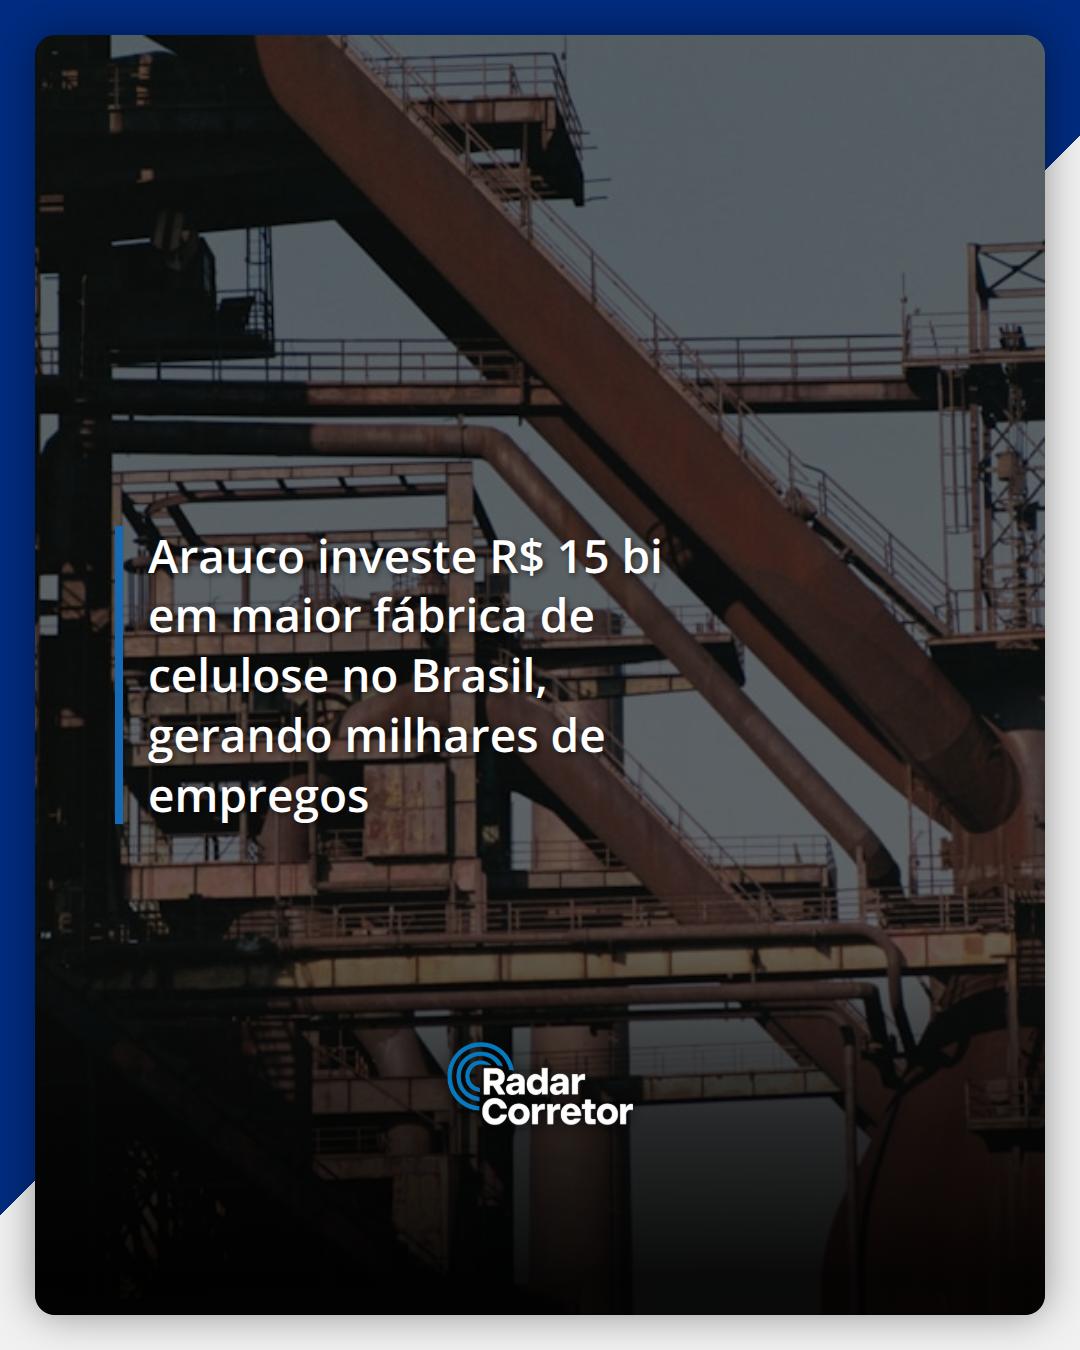 Arauco investe R$ 15 bi
em maior fábrica de
celulose no Brasil,
gerando milhares de
empregos
Radar
Corretor